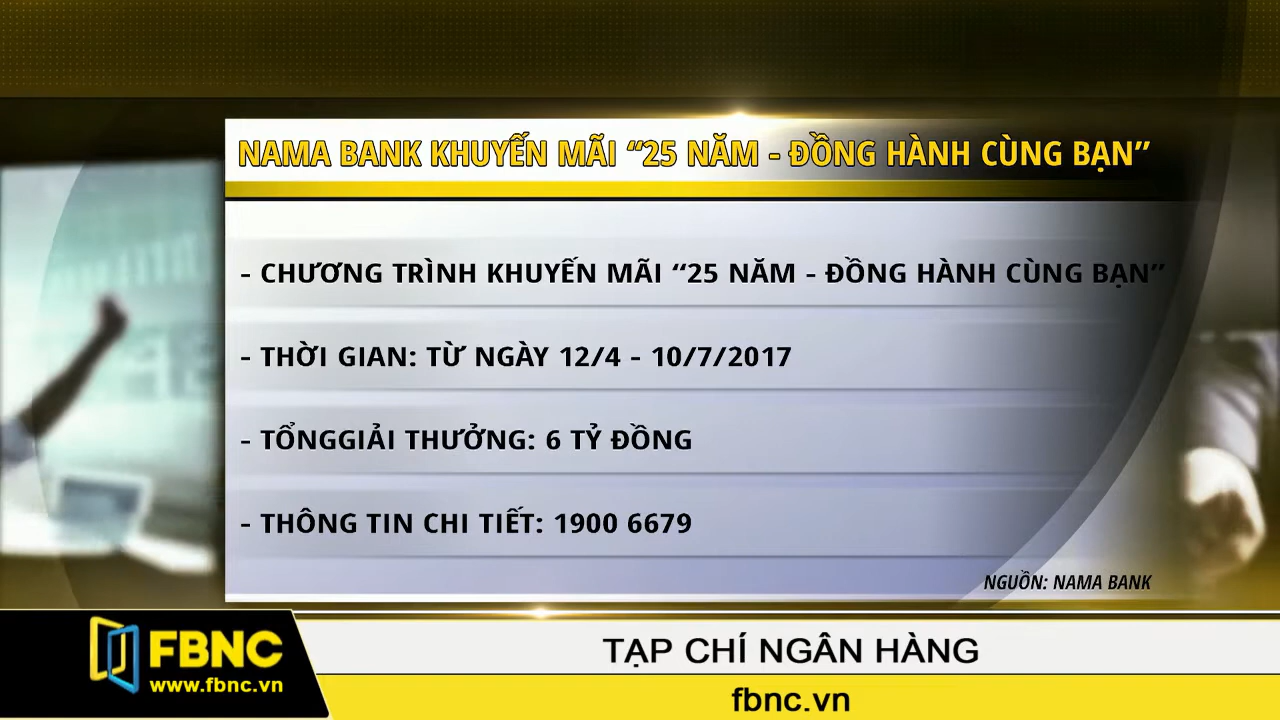 NAMA BANK KHUYẾN MÃI “25 NĂM - ĐỒNG HÀNH CÙNG BẠN”
- CHƯƠNG TRÌNH KHUYẾN MÃI “25 NĂM - ĐỒNG HÀNH CÙNG BẠN”
- THỜI GIAN: TỪ NGÀY 12/4 - 10/7/2017
- TỔNGGIẢI THƯỞNG: 6 TỶ ĐỒNG
- THÔNG TIN CHI TIẾT: 1900 6679
NGUỒN: NAMA BANK
FBNC
www.fbnc.vn
TẠP CHÍ NGÂN HÀNG
fbnc.vn